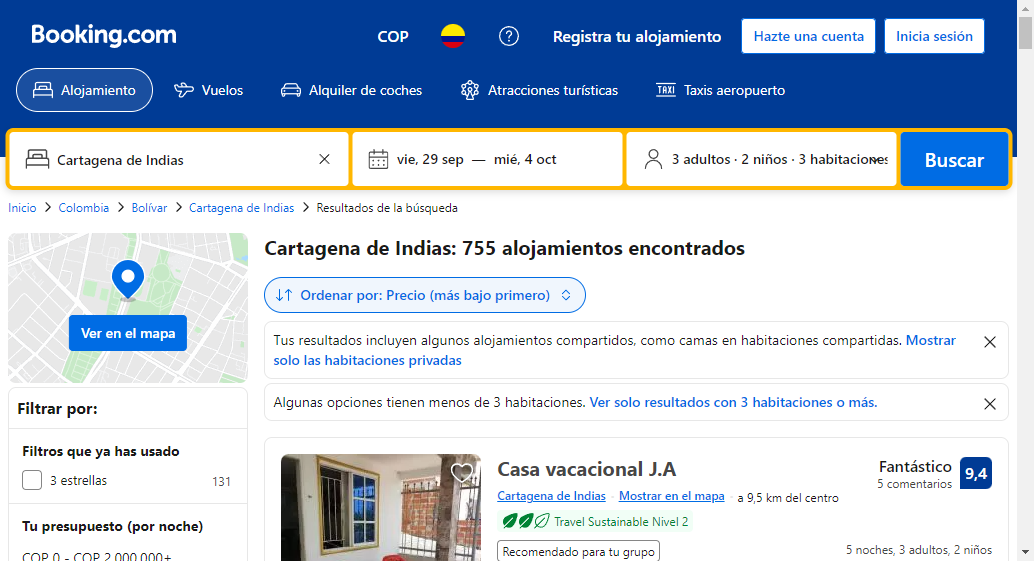 Booking.com
COP
Registra tu alojamiento
Hazte una cuenta
Inicia sesión
Alojamiento
Vuelos
Alquiler de coches
Atracciones turísticas
TAXI Taxis aeropuerto
Cartagena de Indias
vie, 29 sep — mié, 4 oct
3 adultos · 2 niños · 3 habitaciones
Buscar
Inicio > Colombia > Bolívar > Cartagena de Indias > Resultados de la búsqueda
Ver en el mapa
Filtrar por:
Filtros que ya has usado
3 estrellas 131
Tu presupuesto (por noche)
COP 0 - COP 2.000.000+
Cartagena de Indias: 755 alojamientos encontrados
Ordenar por: Precio (más bajo primero)
Tus resultados incluyen algunos alojamientos compartidos, como camas en habitaciones compartidas. Mostrar
solo las habitaciones privadas
Algunas opciones tienen menos de 3 habitaciones. Ver solo resultados con 3 habitaciones o más.
Casa vacacional J.A
Fantástico
5 comentarios
9,4
Cartagena de Indias · Mostrar en el mapa · a 9,5 km del centro
Travel Sustainable Nivel 2
Recomendado para tu grupo
5 noches, 3 adultos, 2 niños